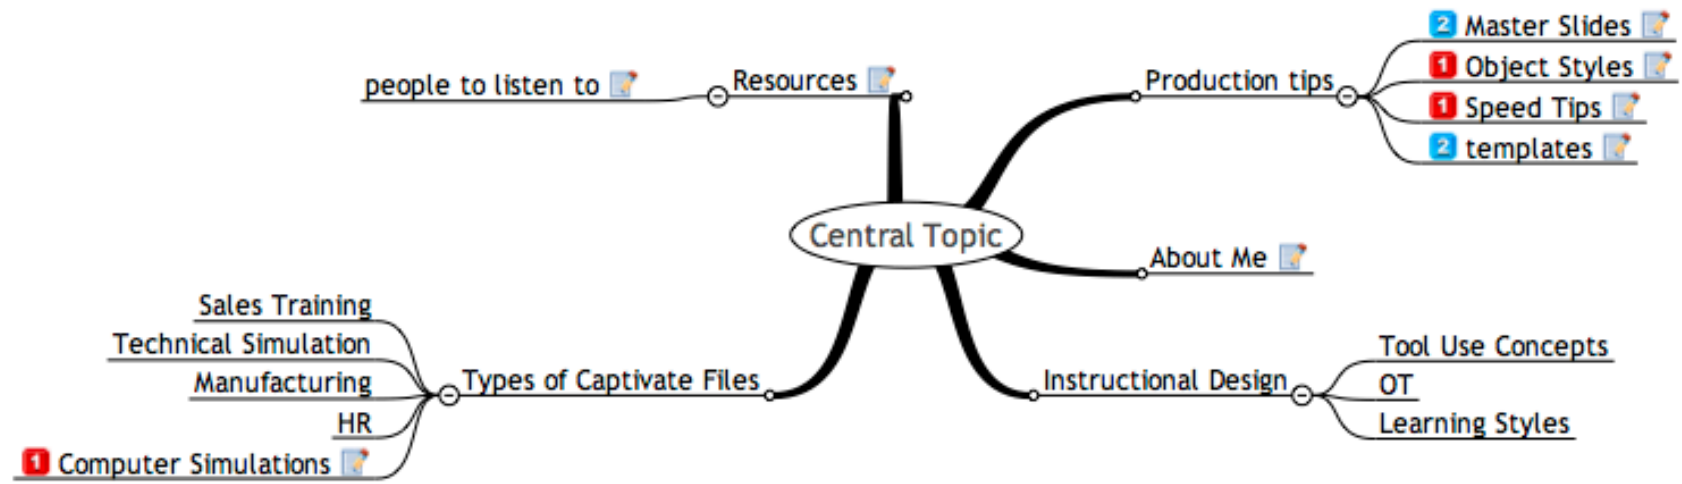 people to listen to
Resources
Production tips
2 Master Slides
1 Object Styles
1 Speed Tips
2 templates
Central Topic
About Me
Sales Training
Technical Simulation
Manufacturing
HR
1 Computer Simulations
Types of Captivate Files
Instructional Design
Tool Use Concepts
OT
Learning Styles